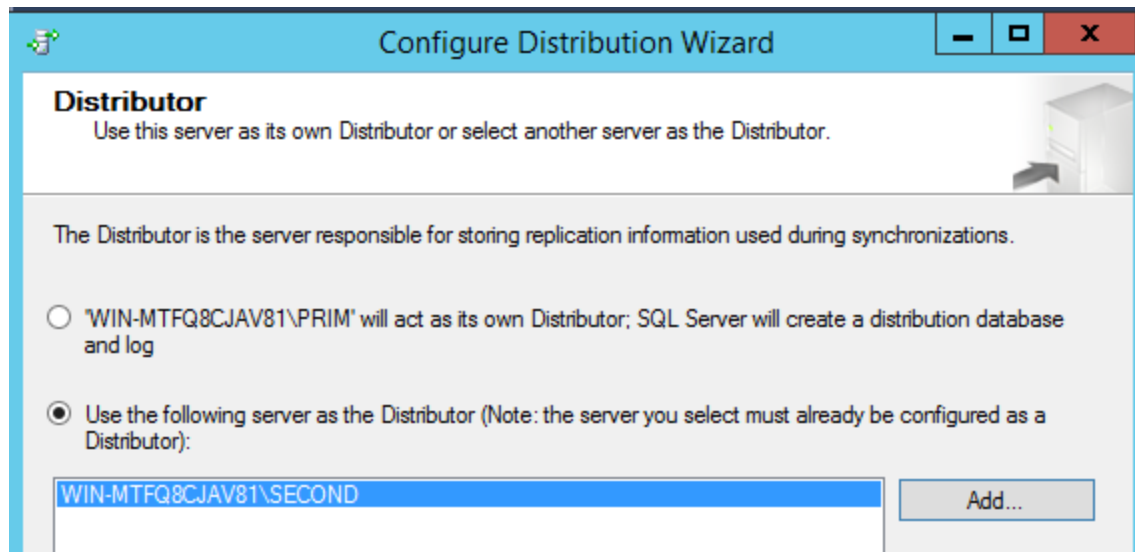 Configure Distribution Wizard
Distributor
Use this server as its own Distributor or select another server as the Distributor.
The Distributor is the server responsible for storing replication information used during synchronizations.
'WIN-MTFQ8CJAV81\PRIM' will act as its own Distributor; SQL Server will create a distribution database
and log
Use the following server as the Distributor (Note: the server you select must already be configured as a
Distributor):
WIN-MTFQ8CJAV81\SECOND
Add...